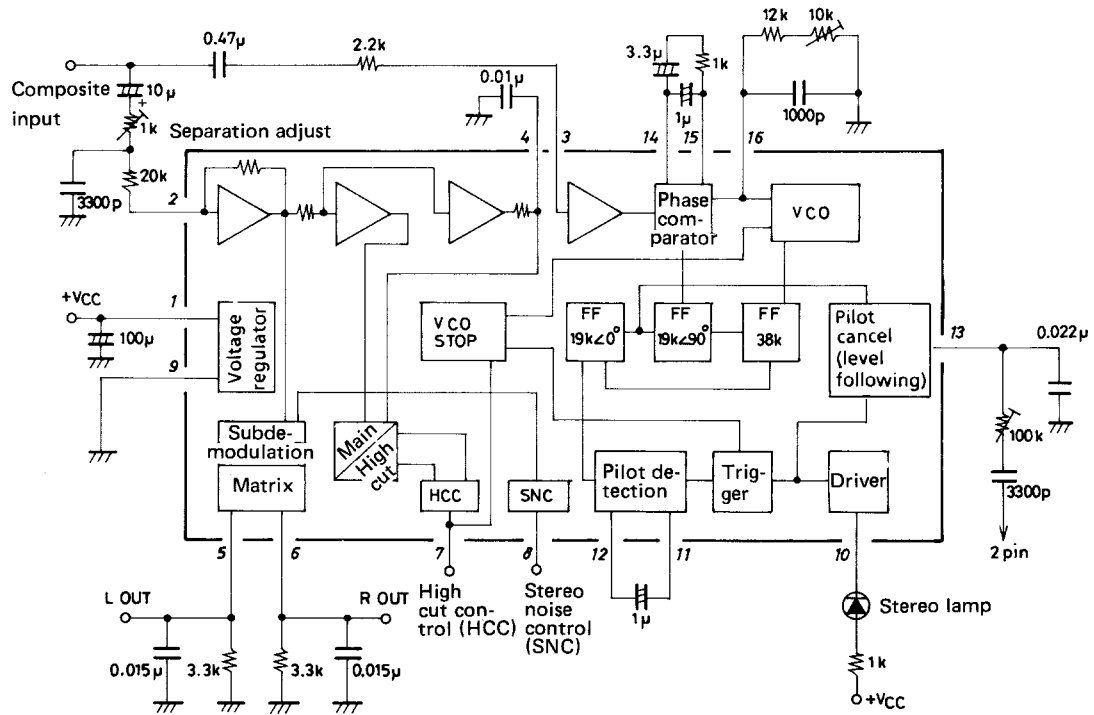 12k 10k
0.47μ 2.2k 3.3μ 1k
Composite
input
10μ
+
1k
0.01μ
1μ
1000p
Separation adjust
4 3 14 15 16
3300p
20k
2
Phase
com-
parator
VCO
+VCC
1
100μ
9
Voltage
regulator
VCO
STOP
FF
19k∠0°
FF
19k∠90°
FF
38k
Pilot
cancel
(level
following)
13
0.022μ
100k
3300p
2 pin
Subde-
modulation
Matrix
Main
High
cut
HCC
SNC
Pilot de-
tection
Trig-
ger
Driver
5 6 7 8 12 11 10
L OUT
R OUT
High
cut con-
trol (HCC)
Stereo
noise
control
(SNC)
1μ
Stereo lamp
0.015μ 3.3k 3.3k 0.015μ
1k
+VCC